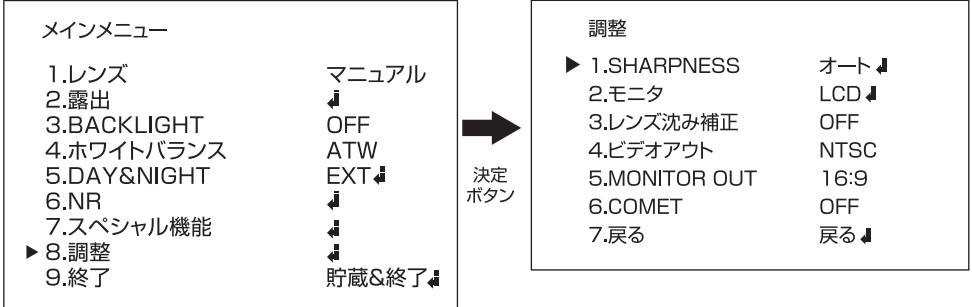 メインメニュー
1.レンズ マニュアル
2.露出 ↲
3.BACKLIGHT OFF
4.ホワイトバランス ATW
5.DAY&NIGHT EXT↲
6.NR ↲
7.スペシャル機能 ↲
▶ 8.調整 ↲
9.終了 貯蔵&終了↲
決定
ボタン
調整
▶ 1.SHARPNESS オート↲
2.モニタ LCD↲
3.レンズ沈み補正 OFF
4.ビデオアウト NTSC
5.MONITOR OUT 16:9
6.COMET OFF
7.戻る 戻る↲